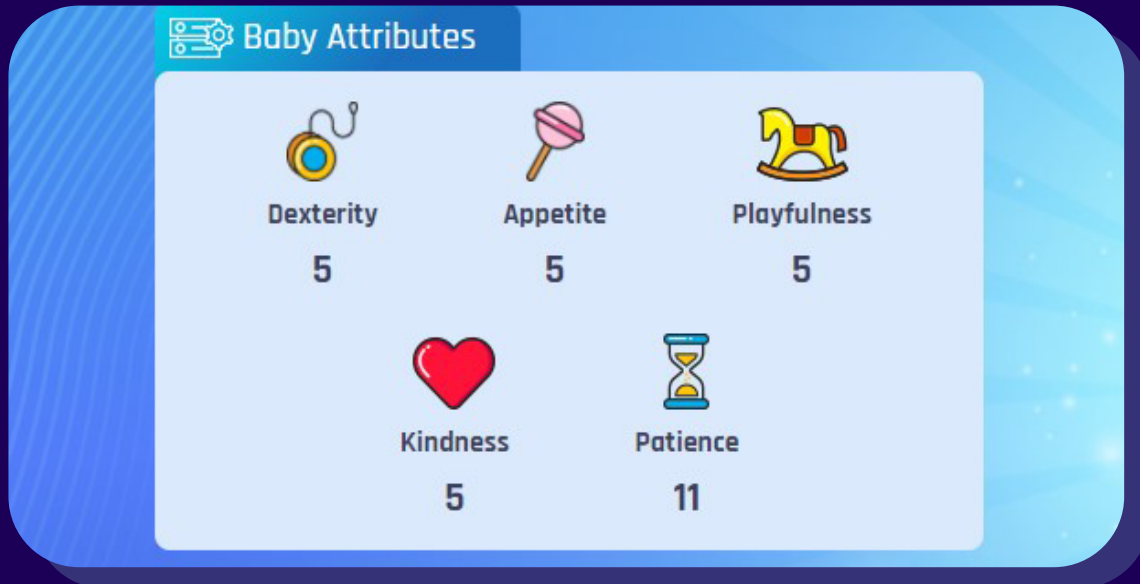 Baby Attributes
Dexterity Appetite Playfulness
5 5 5
Kindness Patience
5 11